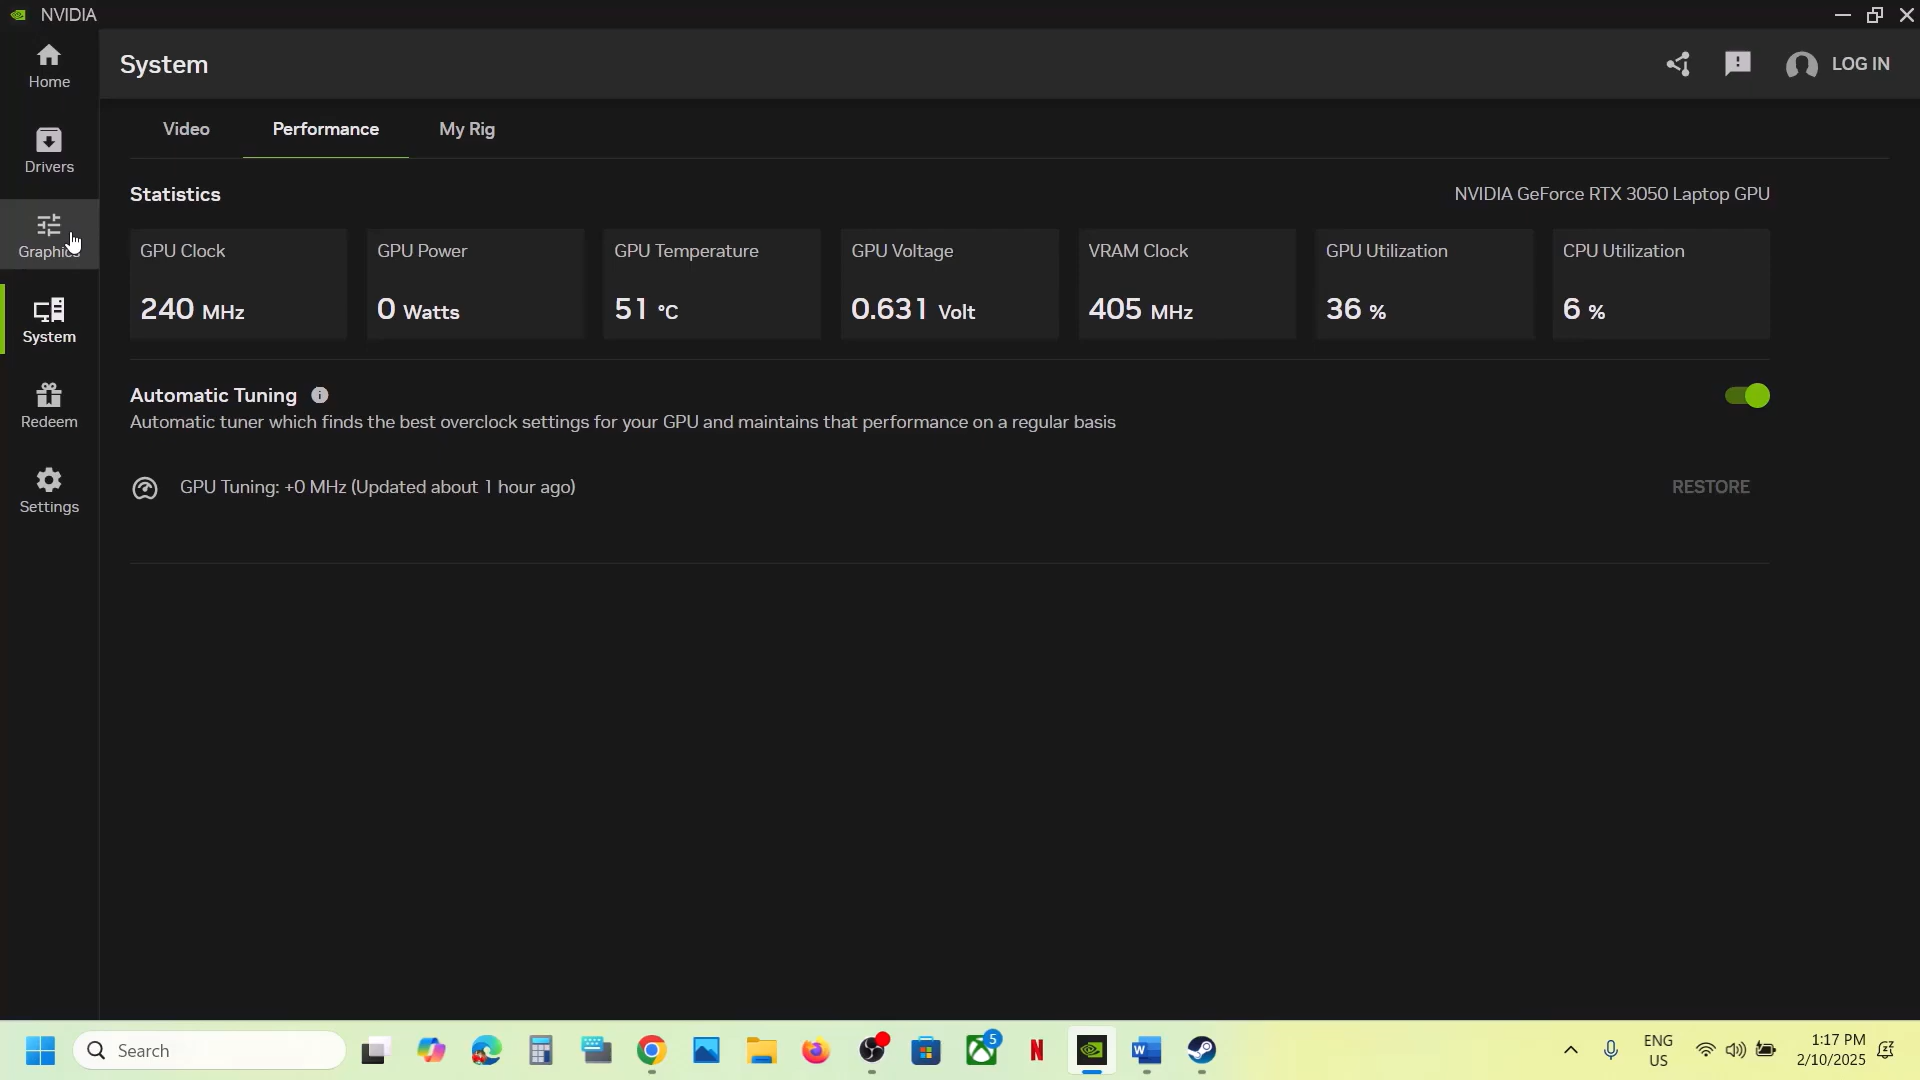 NVIDIA
Home
Drivers
Graphics
System
Redeem
Settings
System
LOG IN
Video
Performance
My Rig
Statistics
NVIDIA GeForce RTX 3050 Laptop GPU
GPU Clock
240 MHz
GPU Power
0 Watts
GPU Temperature
51 °C
GPU Voltage
0.631 Volt
VRAM Clock
405 MHz
GPU Utilization
36 %
CPU Utilization
6 %
Automatic Tuning
Automatic tuner which finds the best overclock settings for your GPU and maintains that performance on a regular basis
GPU Tuning: +0 MHz (Updated about 1 hour ago)
RESTORE
Search
5
ENG
US
1:17 PM
2/10/2025